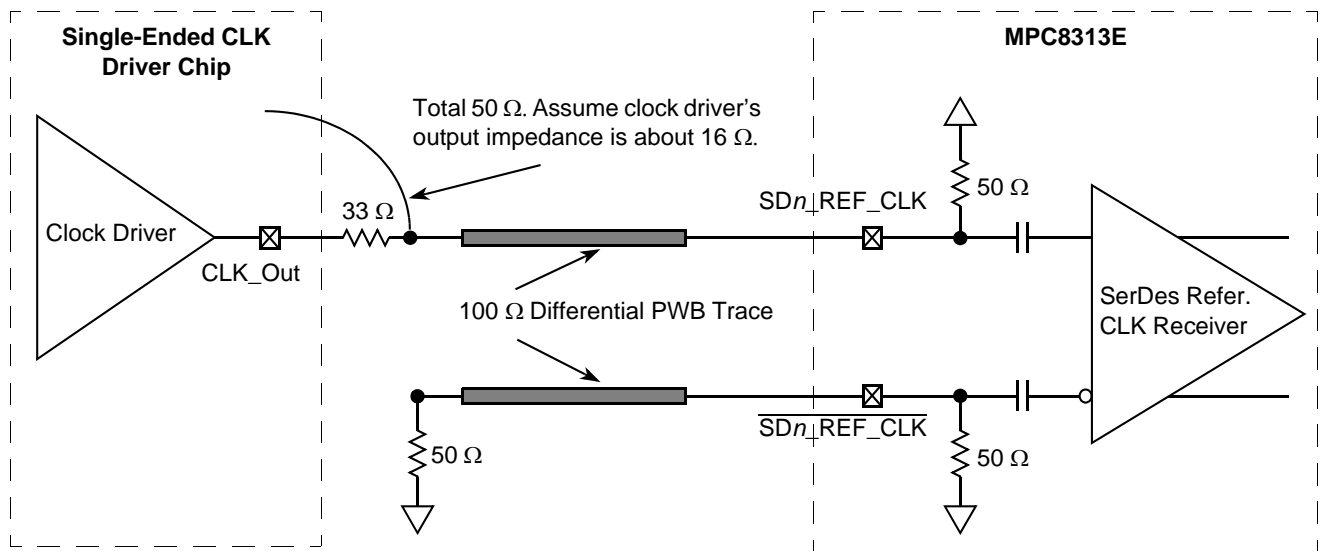 Single-Ended CLK
Driver Chip
MPC8313E
Total 50 Ω. Assume clock driver's
output impedance is about 16 Ω.
SDn_REF_CLK
50 Ω
33 Ω
Clock Driver
CLK_Out
100 Ω Differential PWB Trace
SerDes Refer.
CLK Receiver
SDn_REF_CLK
50 Ω
50 Ω